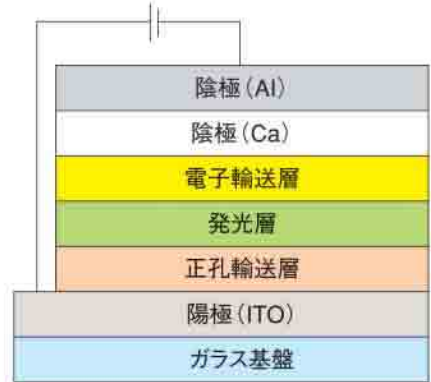 陰極（Al）
陰極（Ca）
電子輸送層
発光層
正孔輸送層
陽極（ITO）
ガラス基盤